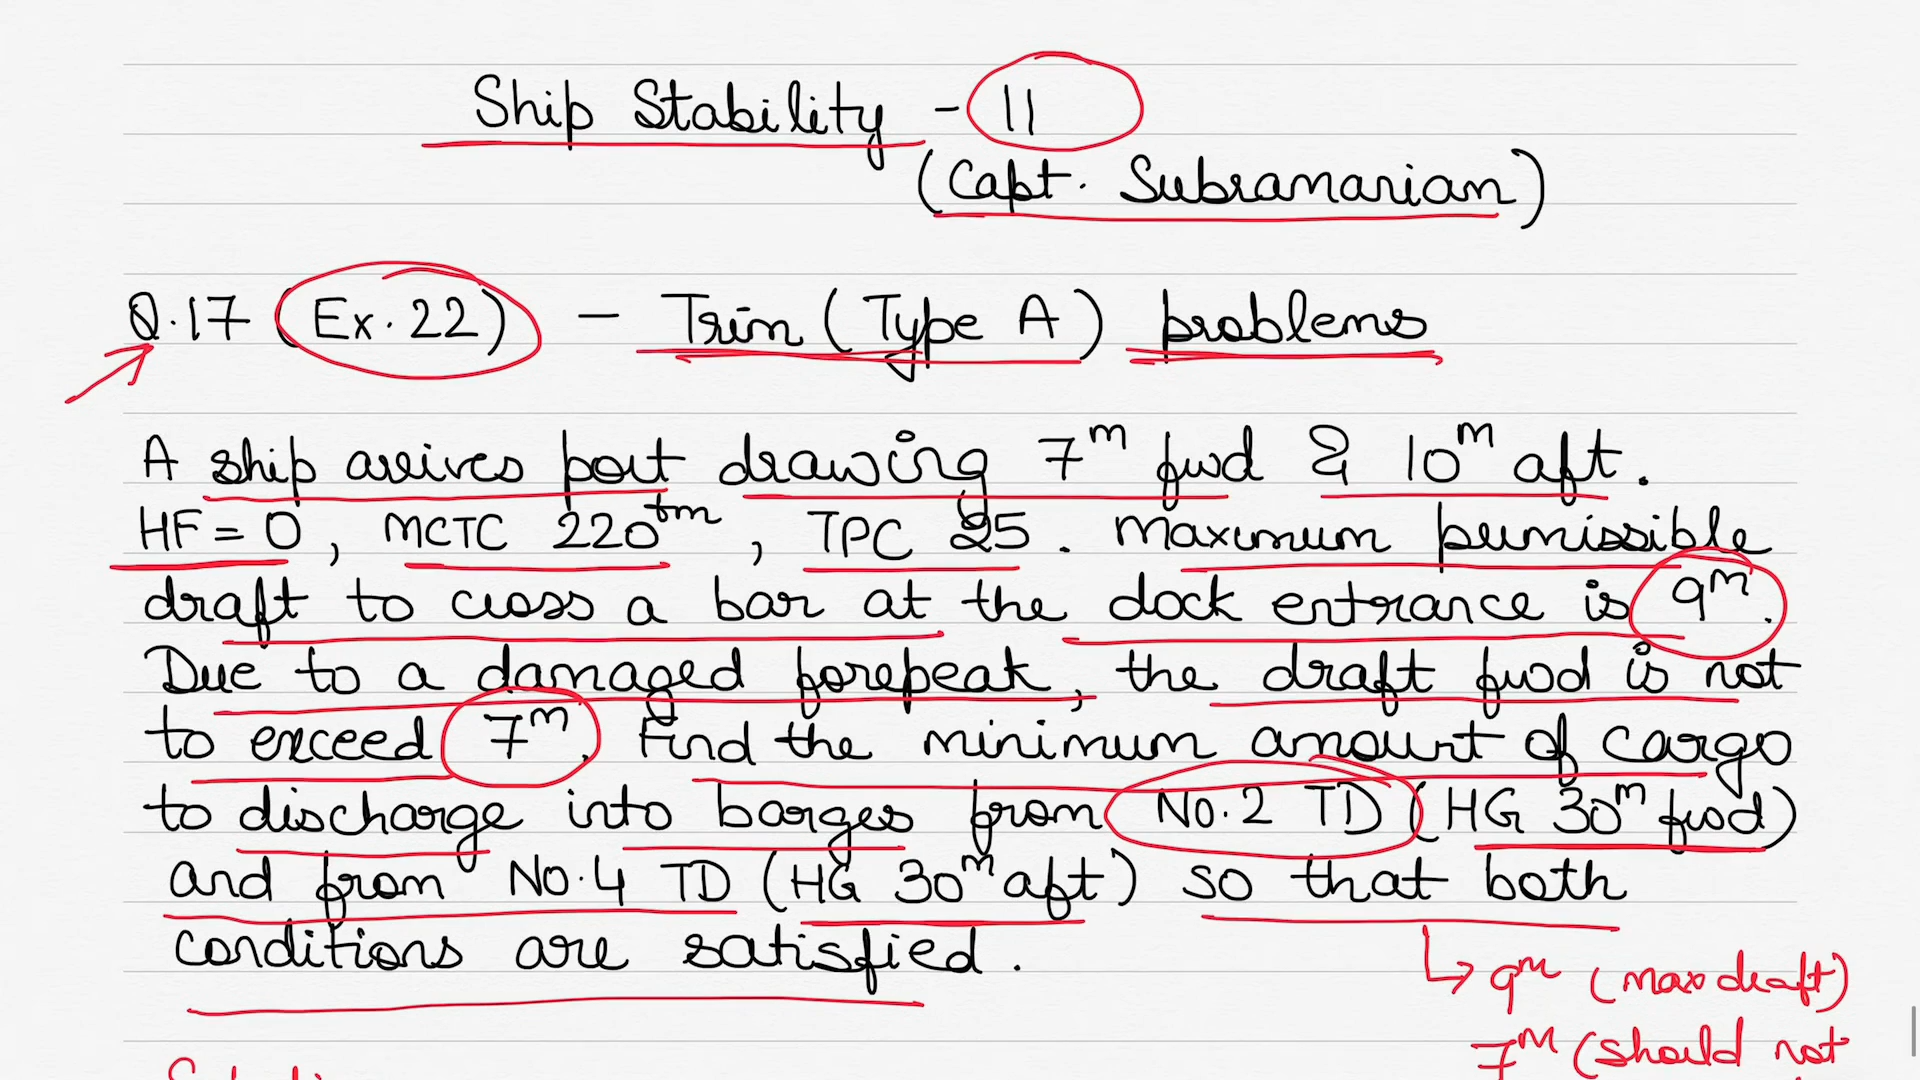 Ship Stability - 11
(Capt. Subramanian)
Q.17 (Ex.22) - Trim (Type A) problems
A ship arrives port drawing 7m fwd & 10m aft.
HF = 0, MCTC 220tm, TPC 25. Maximum permissible
draft to cross a bar at the dock entrance is 9m.
Due to a damaged forepeak, the draft fwd is not
to exceed 7m. Find the minimum amount of cargo
to discharge into barges from No.2 TD (HG 30m fwd)
and from No.4 TD (HG 30m aft) so that both
conditions are satisfied.
↳ 9m (max draft)
7m (should not